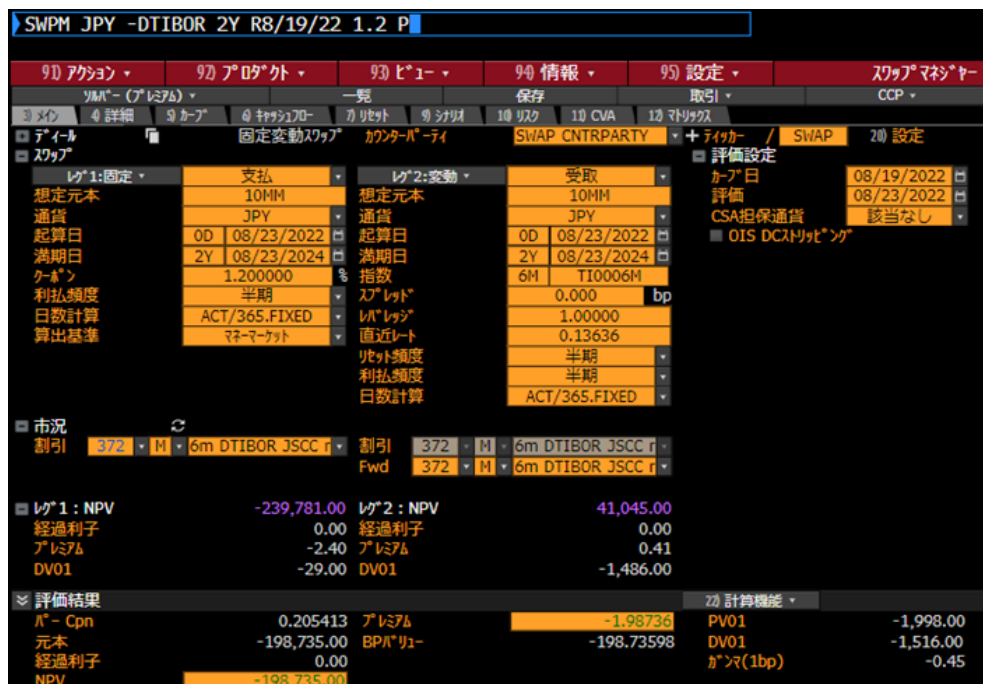 SWPM JPY -DTIBOR 2Y R8/19/22 1.2 P
91) アクション 92) プロダクト 93) ビュー 94) 情報 95) 設定 スワップ マネジャー
ソルバー (プレミアム) 一覧 保存 取引 CCP
3) メイン 4) 詳細 5) カーブ 6) キャッシュフロー 7) リセット 9) シナリオ 10) リスク 11) CVA 12) マトリックス
ディール 固定変動スワップ カウンターパーティ SWAP CNTRPARTY ティッカー / SWAP 20) 設定
スワップ 評価設定
レグ1:固定 支払 レグ2:変動 受取 カーブ日 08/19/2022
想定元本 10MM 想定元本 10MM 評価 08/23/2022
通貨 JPY 通貨 JPY CSA担保通貨 該当なし
起算日 0D 08/23/2022 起算日 0D 08/23/2022 OIS DCストリッピング
満期日 2Y 08/23/2024 満期日 2Y 08/23/2024
クーポン 1.200000 % 指数 6M TI0006M
利払頻度 半期 スプレッド 0.000 bp
日数計算 ACT/365.FIXED レバレッジ 1.00000
算出基準 マネーマーケット 直近レート 0.13636
リセット頻度 半期
利払頻度 半期
日数計算 ACT/365.FIXED
市況
割引 372 M 6m DTIBOR JSCC r 割引 372 M 6m DTIBOR JSCC r
Fwd 372 M 6m DTIBOR JSCC r
レグ1 : NPV -239,781.00 レグ2 : NPV 41,045.00
経過利子 0.00 経過利子 0.00
プレミアム -2.40 プレミアム 0.41
DV01 -29.00 DV01 -1,486.00
評価結果 22) 計算機能
パー Cpn 0.205413 プレミアム -1.98736 PV01 -1,998.00
元本 -198,735.00 BPバリュー -198.73598 DV01 -1,516.00
経過利子 0.00 ガンマ(1bp) -0.45
NPV -198,735.00